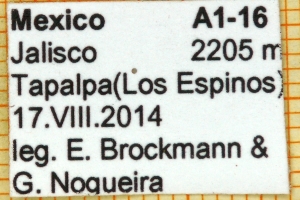 Mexico A1-16
Jalisco 2205 m
Tapalpa(Los Espinos)
17.VIII.2014
leg. E. Brockmann &
G. Nogueira